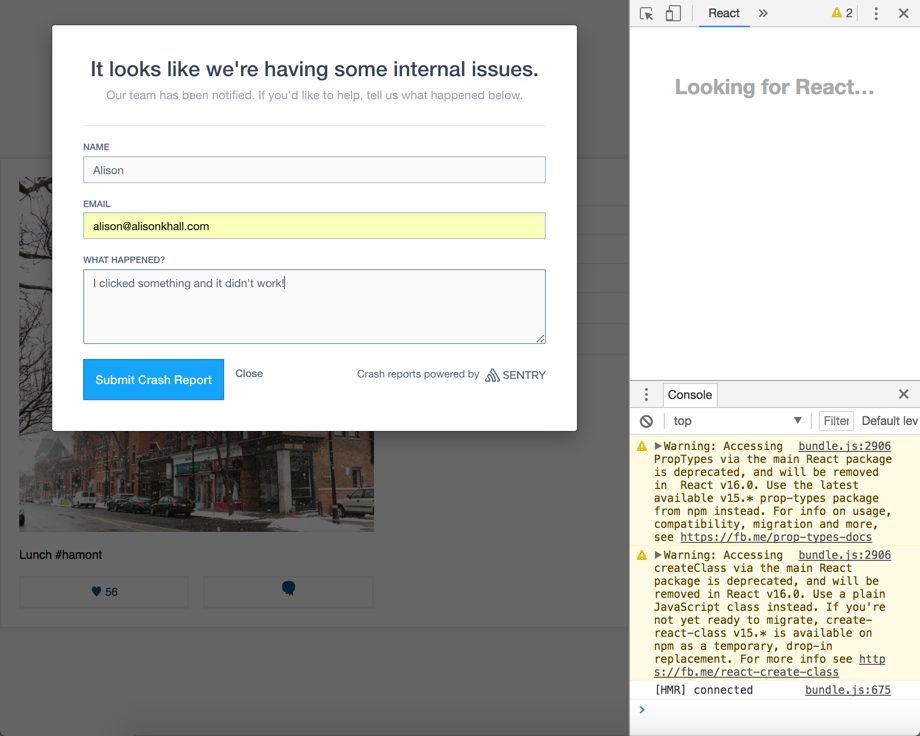 It looks like we're having some internal issues.
Our team has been notified. If you'd like to help, tell us what happened below.
NAME
Alison
EMAIL
alison@alisonkhall.com
WHAT HAPPENED?
I clicked something and it didn't work!
Submit Crash Report
Close
Crash reports powered by SENTRY
Lunch #hamont
56
React
2
Looking for React...
Console
top
Filter
Default lev
Warning: Accessing bundle.js:2906
PropTypes via the main React package
is deprecated, and will be removed
in  React v16.0. Use the latest
available v15.* prop-types package
from npm instead. For info on usage,
compatibility, migration and more,
see https://fb.me/prop-types-docs
Warning: Accessing bundle.js:2906
createClass via the main React
package is deprecated, and will be
removed in React v16.0. Use a plain
JavaScript class instead. If you're
not yet ready to migrate, create-
react-class v15.* is available on
npm as a temporary, drop-in
replacement. For more info see http
s://fb.me/react-create-class
[HMR] connected bundle.js:675